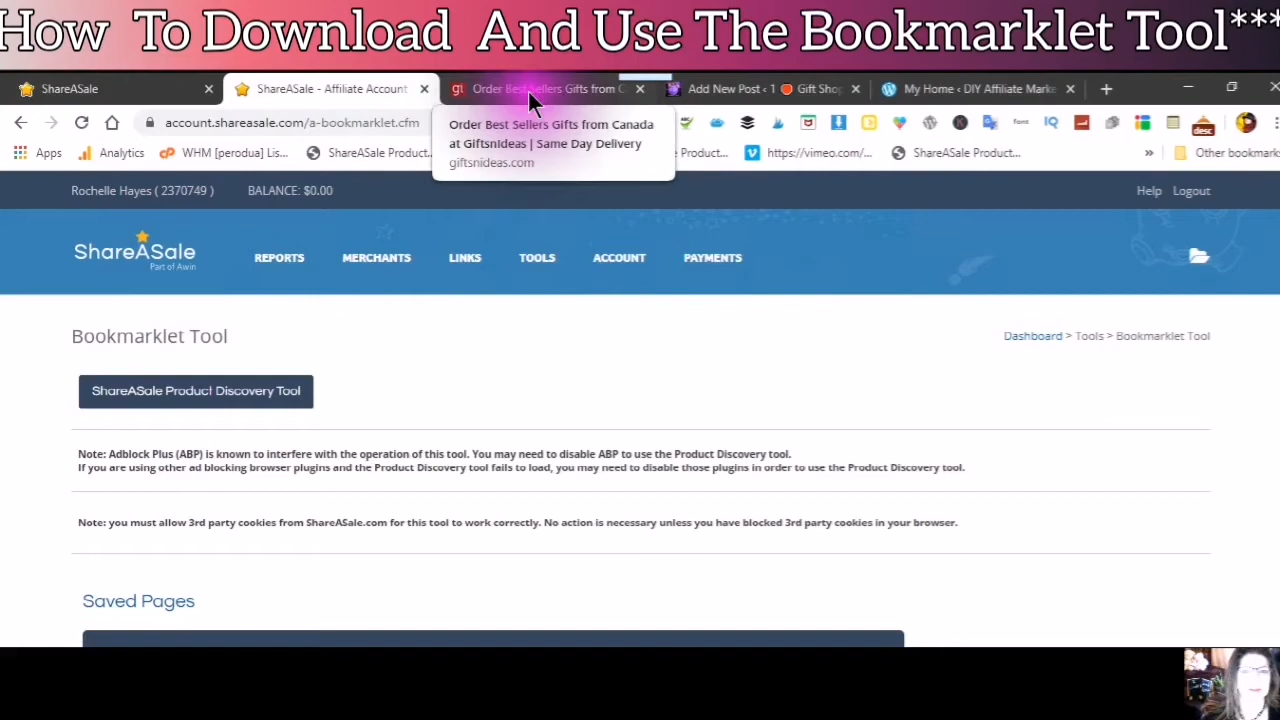 How To Download And Use The Bookmarklet Tool***
ShareASale
ShareASale - Affiliate Account
Order Best Sellers Gifts from C
Add New Post ‹ 1
Gift Shop
My Home ‹ DIY Affiliate Marke
account.shareasale.com/a-bookmarklet.cfm
Order Best Sellers Gifts from Canada
at GiftsnIdeas | Same Day Delivery
giftsnideas.com
Apps
Analytics
WHM [perodua] Lis...
ShareASale Product...
Product...
https://vimeo.com/...
ShareASale Product...
»
Other bookmark
desc
Rochelle Hayes ( 2370749 )
BALANCE: $0.00
Help
Logout
ShareASale
Part of Awin
REPORTS
MERCHANTS
LINKS
TOOLS
ACCOUNT
PAYMENTS
Bookmarklet Tool
Dashboard > Tools > Bookmarklet Tool
ShareASale Product Discovery Tool
Note: Adblock Plus (ABP) is known to interfere with the operation of this tool. You may need to disable ABP to use the Product Discovery tool.
If you are using other ad blocking browser plugins and the Product Discovery tool fails to load, you may need to disable those plugins in order to use the Product Discovery tool.
Note: you must allow 3rd party cookies from ShareASale.com for this tool to work correctly. No action is necessary unless you have blocked 3rd party cookies in your browser.
Saved Pages